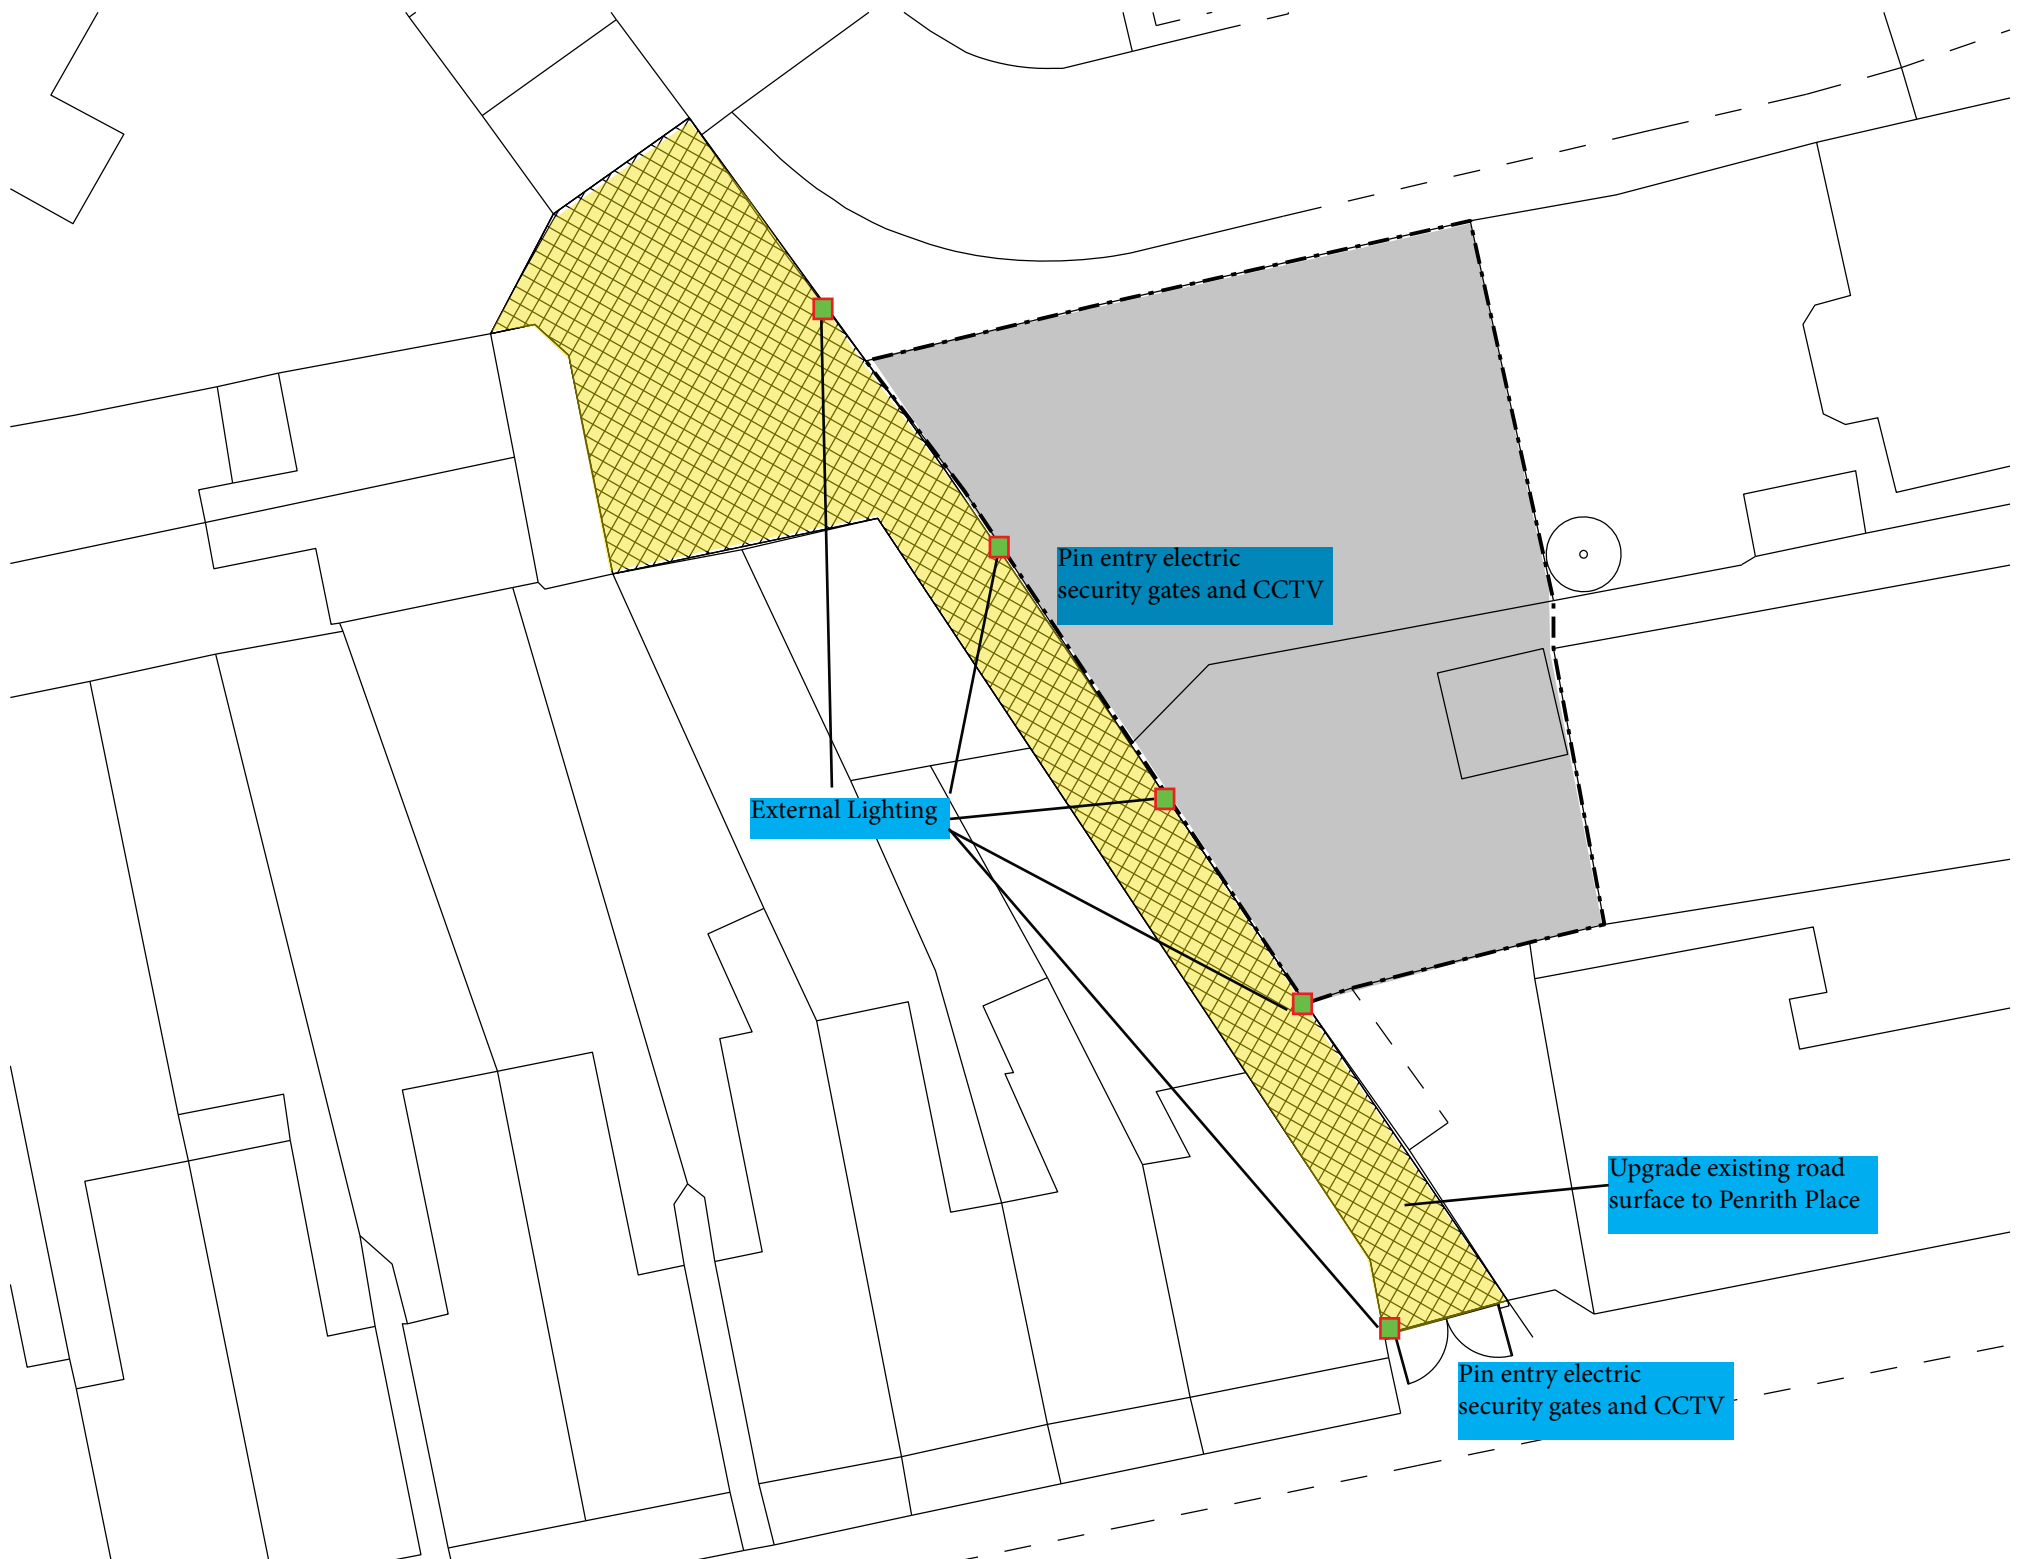 Pin entry electric
security gates and CCTV
External Lighting
Upgrade existing road
surface to Penrith Place
Pin entry electric
security gates and CCTV